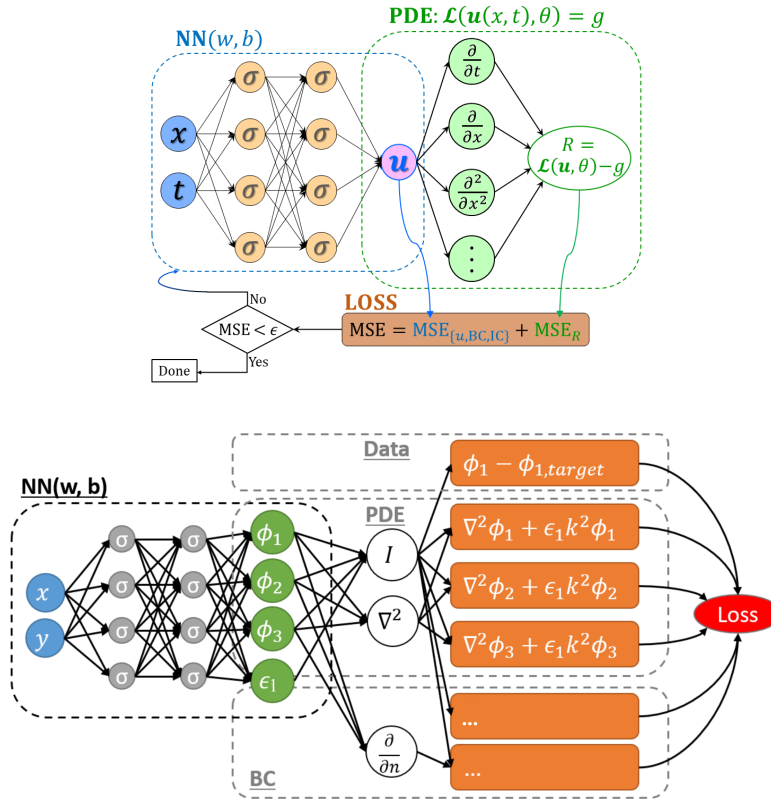 PDE: 𝓛(u(x, t), θ) = g
NN(w, b)
σ σ
∂/∂t
x σ σ
∂/∂x
u
R =
𝓛(u, θ)−g
t σ σ
∂²/∂x²
σ σ
⋮
No
LOSS
MSE < ϵ
MSE = MSE{u,BC,IC} + MSE_R
Yes
Done
Data
ϕ₁ − ϕ₁,target
NN(w, b)
PDE
σ σ ϕ₁
I
∇²ϕ₁ + ϵ₁k²ϕ₁
x
σ σ ϕ₂
∇²ϕ₂ + ϵ₁k²ϕ₂
y
σ σ ϕ₃
∇²
Loss
∇²ϕ₃ + ϵ₁k²ϕ₃
σ σ ϵ₁
...
∂/∂n
...
BC